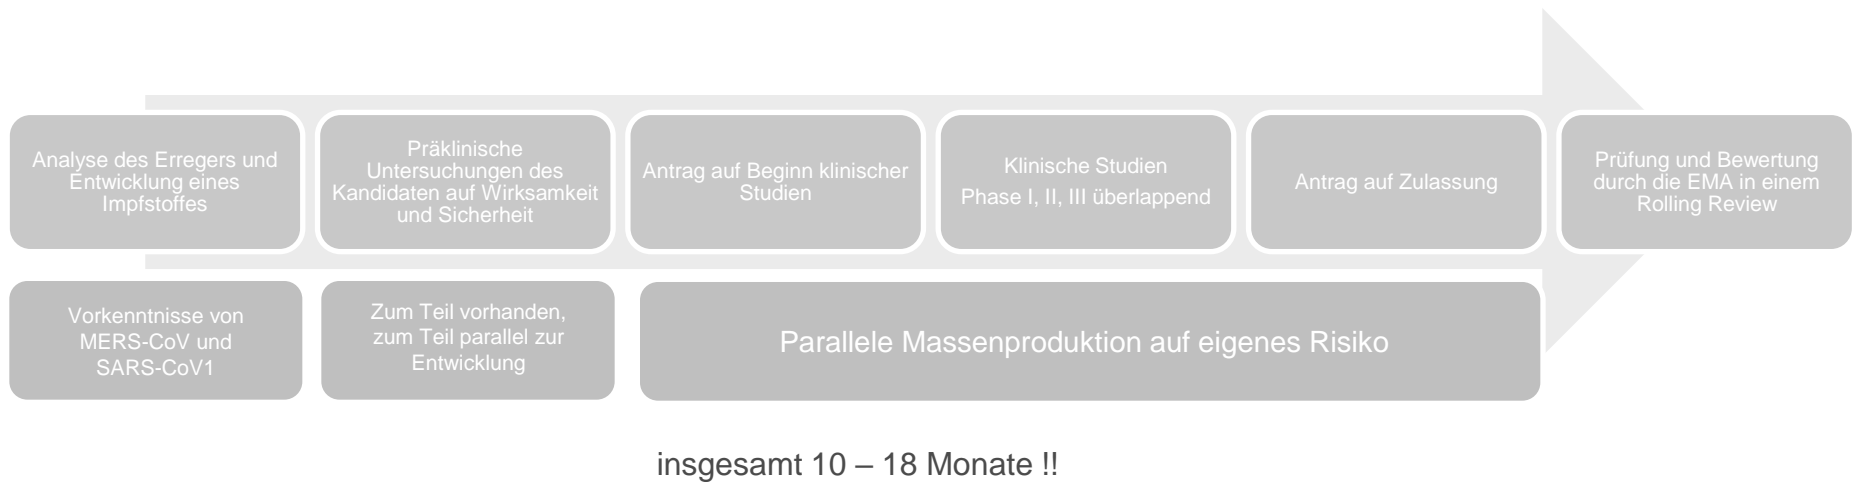 Analyse des Erregers und
Entwicklung eines
Impfstoffes
Präklinische
Untersuchungen des
Kandidaten auf Wirksamkeit
und Sicherheit
Antrag auf Beginn klinischer
Studien
Klinische Studien
Phase I, II, III überlappend
Antrag auf Zulassung
Prüfung und Bewertung
durch die EMA in einem
Rolling Review
Vorkenntnisse von
MERS-CoV und
SARS-CoV1
Zum Teil vorhanden,
zum Teil parallel zur
Entwicklung
Parallele Massenproduktion auf eigenes Risiko
insgesamt 10 – 18 Monate !!